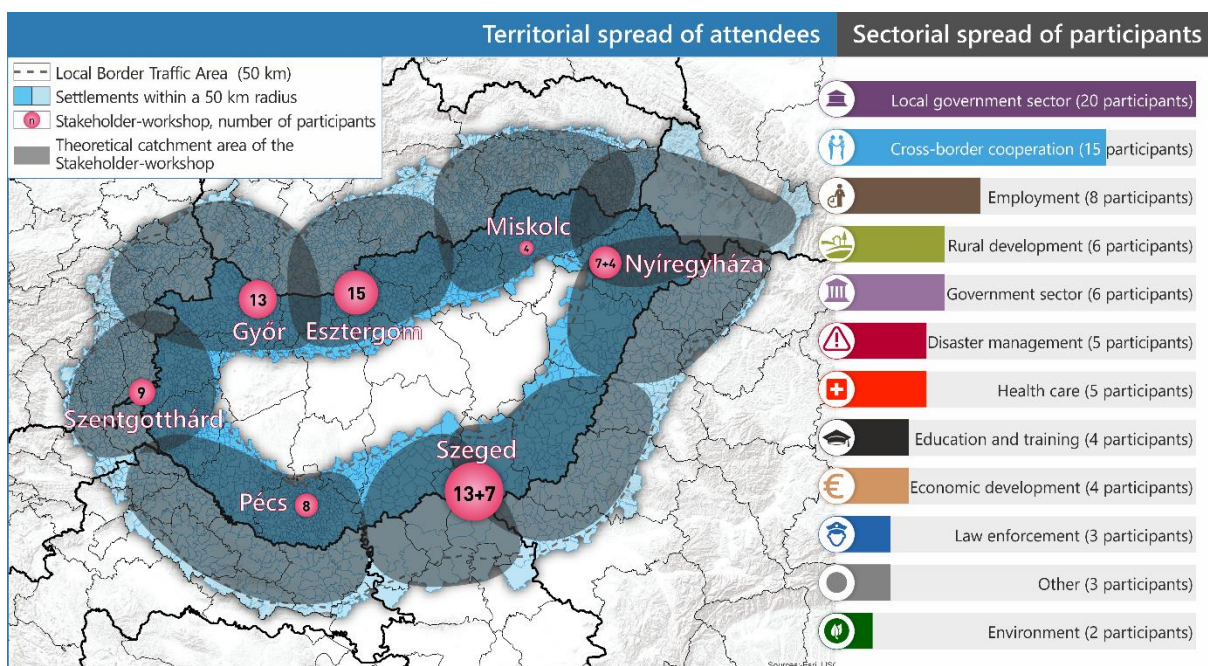 Territorial spread of attendees
Sectorial spread of participants
Local Border Traffic Area (50 km)
Settlements within a 50 km radius
n
Stakeholder-workshop, number of participants
Theoretical catchment area of the
Stakeholder-workshop
Miskolc
4
7+4
Nyíregyháza
13
Győr
15
Esztergom
9
Szentgotthárd
Szeged
13+7
Pécs
8
Local government sector (20 participants)
Cross-border cooperation (15 participants)
Employment (8 participants)
Rural development (6 participants)
Government sector (6 participants)
Disaster management (5 participants)
Health care (5 participants)
Education and training (4 participants)
€
Economic development (4 participants)
Law enforcement (3 participants)
Other (3 participants)
Environment (2 participants)
Sources: Esri, USG